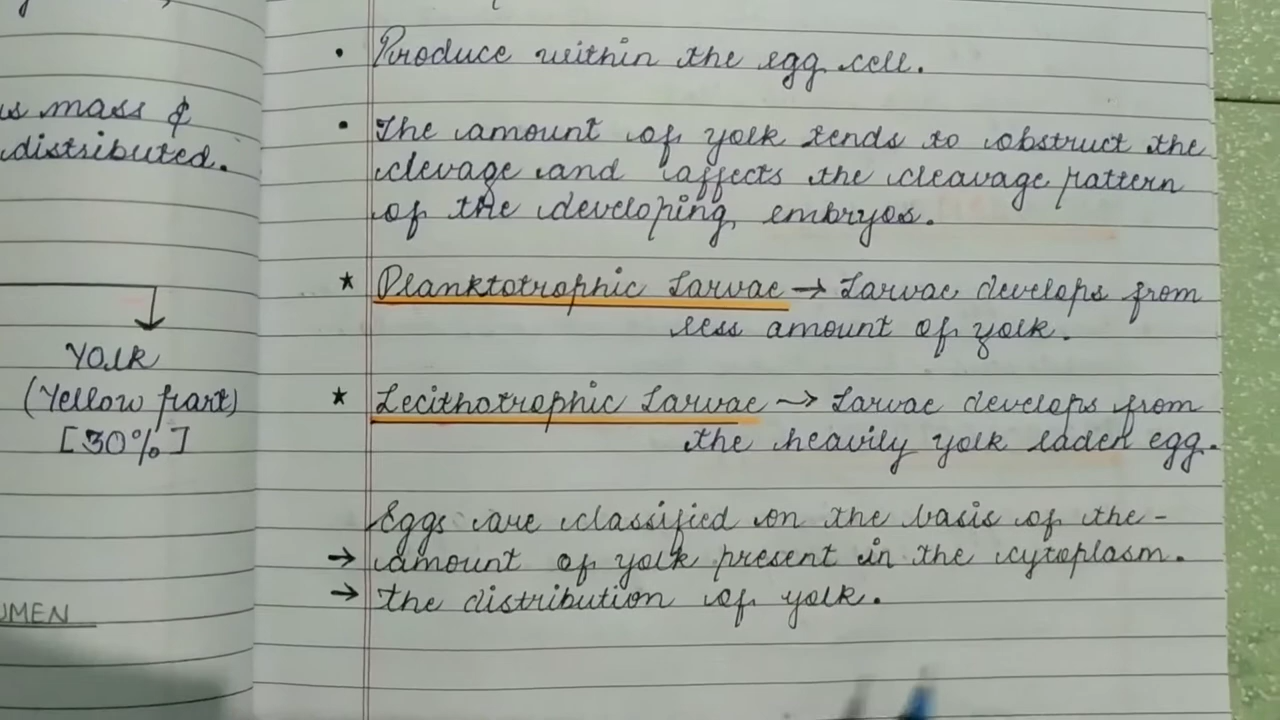 mass &
distributed.
Yolk
(Yellow part)
[30%]
UMEN
• Produce within the egg cell.
• The amount of yolk tends to obstruct the
clevage and affects the cleavage pattern
of the developing embryos.
★ Planktotrophic Larvae → Larvae develops from
less amount of yolk.
★ Lecithotrophic Larvae → Larvae develops from
the heavily yolk laden egg.
Eggs are classified on the basis of the -
→ amount of yolk present in the cytoplasm.
→ the distribution of yolk.